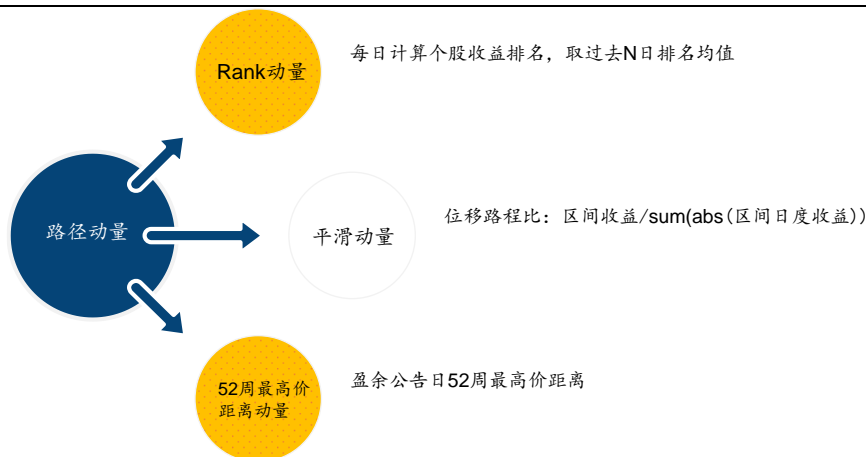 Rank动量
每日计算个股收益排名，取过去N日排名均值
路径动量
平滑动量
位移路程比：区间收益/sum(abs(区间日度收益))
52周最高价
距离动量
盈余公告日52周最高价距离